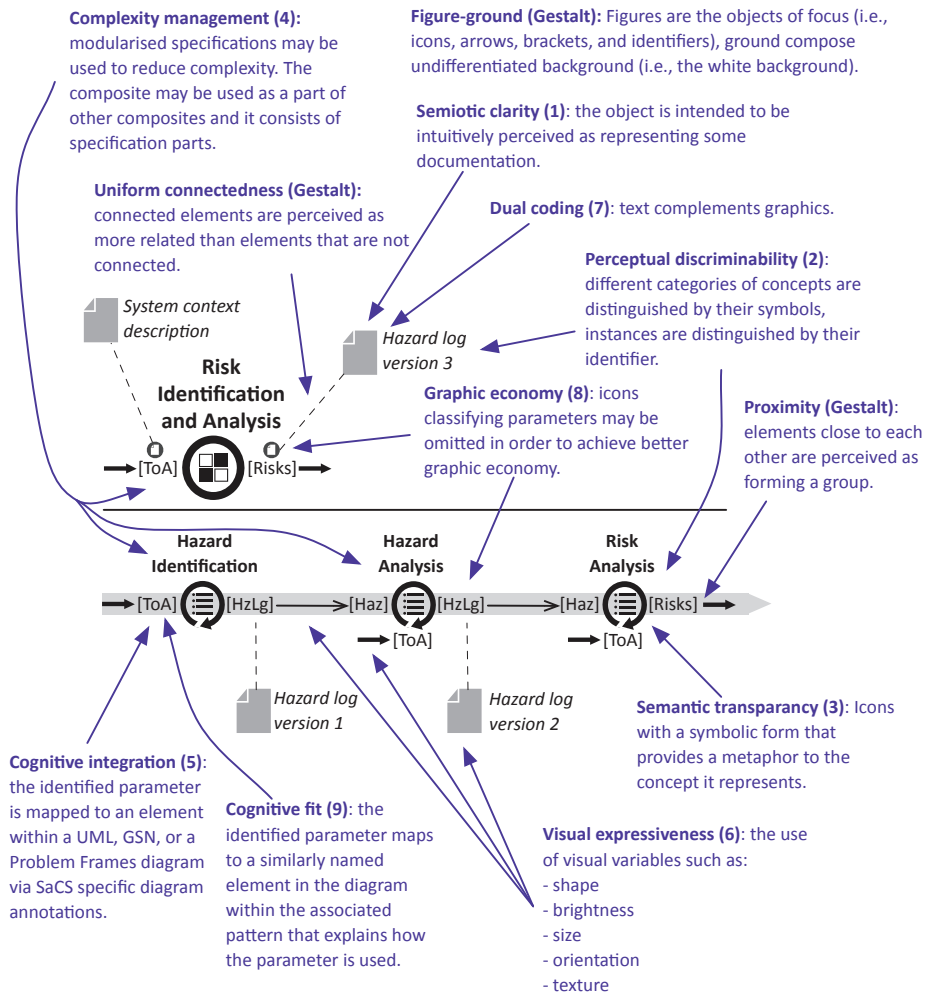 Complexity management (4):
modularised specifications may be
used to reduce complexity. The
composite may be used as a part of
other composites and it consists of
specification parts.
Figure-ground (Gestalt): Figures are the objects of focus (i.e.,
icons, arrows, brackets, and identifiers), ground compose
undifferentiated background (i.e., the white background).
Semiotic clarity (1): the object is intended to be
intuitively perceived as representing some
documentation.
Uniform connectedness (Gestalt):
connected elements are perceived as
more related than elements that are not
connected.
Dual coding (7): text complements graphics.
Perceptual discriminability (2):
different categories of concepts are
distinguished by their symbols,
instances are distinguished by their
identifier.
System context
description
Hazard log
version 3
Risk
Identification
and Analysis
Graphic economy (8): icons
classifying parameters may be
omitted in order to achieve better
graphic economy.
Proximity (Gestalt):
elements close to each
other are perceived as
forming a group.
[ToA]
[Risks]
Hazard
Identification
Hazard
Analysis
Risk
Analysis
[ToA]
[HzLg]
[Haz]
[HzLg]
[Haz]
[Risks]
[ToA]
[ToA]
Hazard log
version 1
Hazard log
version 2
Semantic transparancy (3): Icons
with a symbolic form that
provides a metaphor to the
concept it represents.
Cognitive integration (5):
the identified parameter
is mapped to an element
within a UML, GSN, or a
Problem Frames diagram
via SaCS specific diagram
annotations.
Cognitive fit (9): the
identified parameter maps
to a similarly named
element in the diagram
within the associated
pattern that explains how
the parameter is used.
Visual expressiveness (6): the use
of visual variables such as:
- shape
- brightness
- size
- orientation
- texture